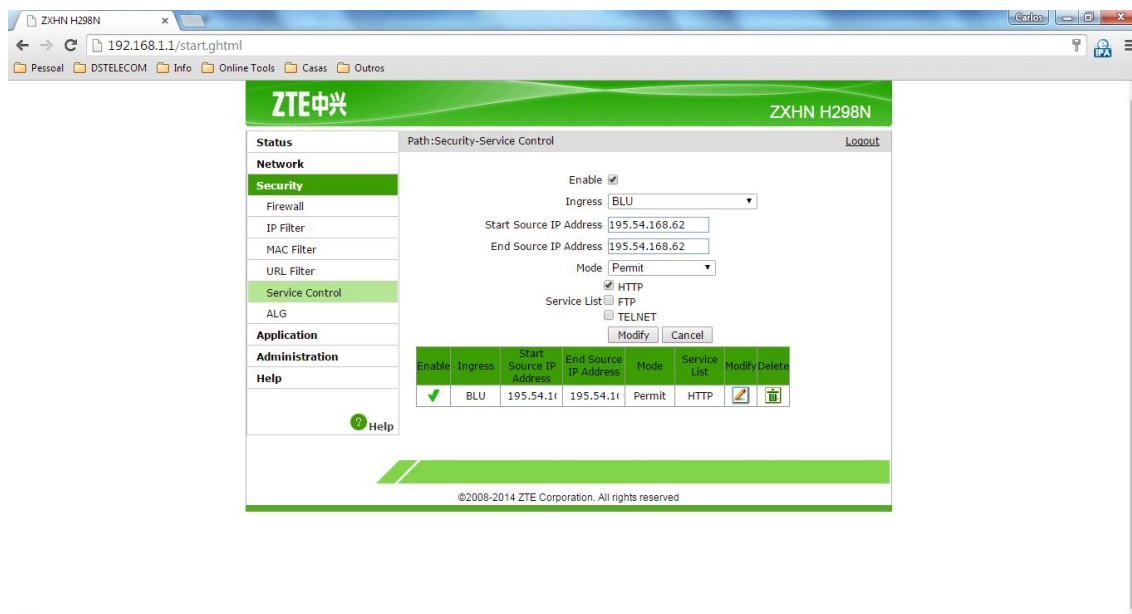 ZXHN H298N
Carlos
192.168.1.1/start.ghtml
Pessoal DSTELECOM Info Online Tools Casas Outros
ZTE中兴
ZXHN H298N
Path:Security-Service Control Logout
Status
Network
Security
Firewall
IP Filter
MAC Filter
URL Filter
Service Control
ALG
Application
Administration
Help
Help
Enable
Ingress BLU
Start Source IP Address 195.54.168.62
End Source IP Address 195.54.168.62
Mode Permit
HTTP
Service List FTP
TELNET
Modify Cancel
Enable Ingress Start Source IP Address End Source IP Address Mode Service List Modify Delete
BLU 195.54.1 195.54.1 Permit HTTP
©2008-2014 ZTE Corporation. All rights reserved